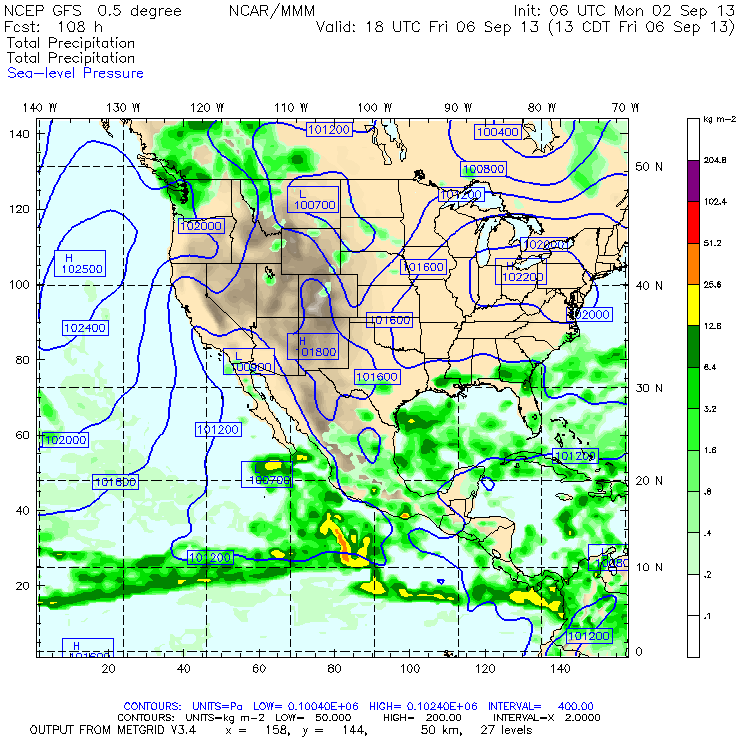 NCEP GFS 0.5 degree NCAR/MMM Init: 06 UTC Mon 02 Sep 13
Fcst: 108 h Valid: 18 UTC Fri 06 Sep 13 (13 CDT Fri 06 Sep 13)
Total Precipitation
Total Precipitation
Sea-level Pressure
140 W 130 W 120 W 110 W 100 W 90 W 80 W 70 W
kg m-2
140 101200 100400
204.8
50 N
100800
L 101200
100700
102.4
120
102000
102000
51.2
H
102500 101600 H
102200
100 40 N
25.6
102400 101600 102000
12.8
H
101800
80 L
100900
6.4
101600
30 N
3.2
60 102000 101200
101200
1.6
101600 100700 20 N
.8
40
.4
101200 L
10 N
20
.2
.1
101200
H 0
20 40 60 80 100 120 140
CONTOURS: UNITS=Pa LOW= 0.10040E+06 HIGH= 0.10240E+06 INTERVAL= 400.00
CONTOURS: UNITS=kg m-2 LOW= 50.000 HIGH= 200.00 INTERVAL=X 2.0000
OUTPUT FROM METGRID V3.4 x = 158, y = 144, 50 km, 27 levels